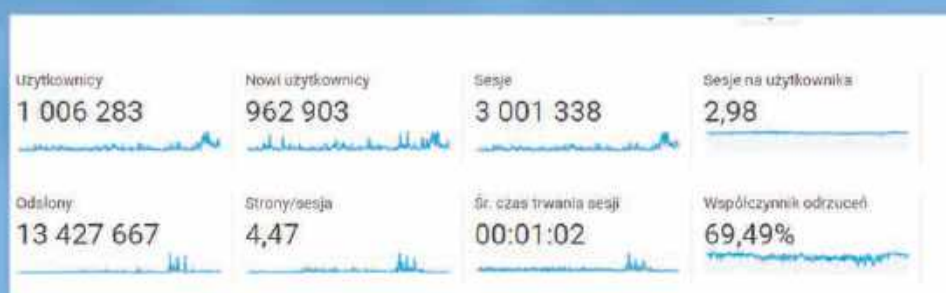 Użytkownicy
1 006 283
Nowi użytkownicy
962 903
Sesje
3 001 338
Sesje na użytkownika
2,98
Odsłony
13 427 667
Strony/sesja
4,47
Śr. czas trwania sesji
00:01:02
Współczynnik odrzuceń
69,49%